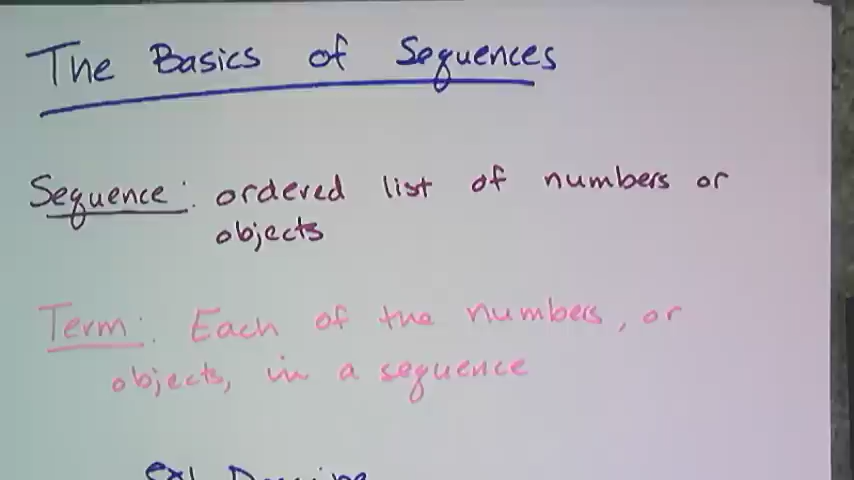 The Basics of Sequences
Sequence: ordered list of numbers or
objects
Term: Each of the numbers, or
objects, in a sequence